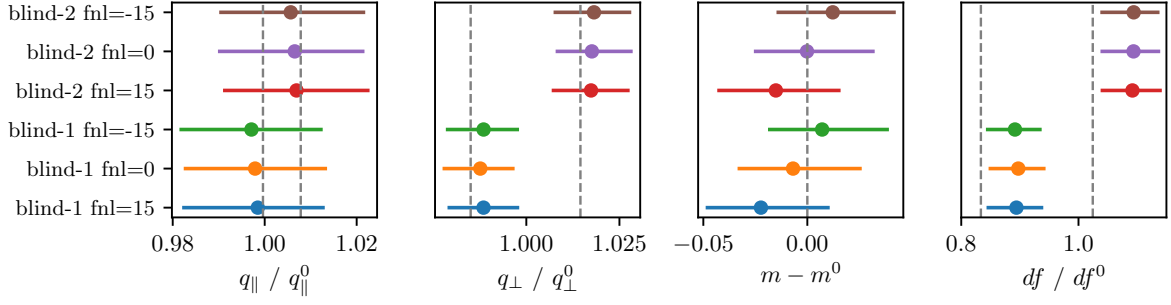 blind-2 fnl=-15
blind-2 fnl=0
blind-2 fnl=15
blind-1 fnl=-15
blind-1 fnl=0
blind-1 fnl=15
0.98 1.00 1.02
1.000 1.025
−0.05 0.00
0.8 1.0
q∥ / q∥⁰
q⊥ / q⊥⁰
m − m⁰
df / df⁰